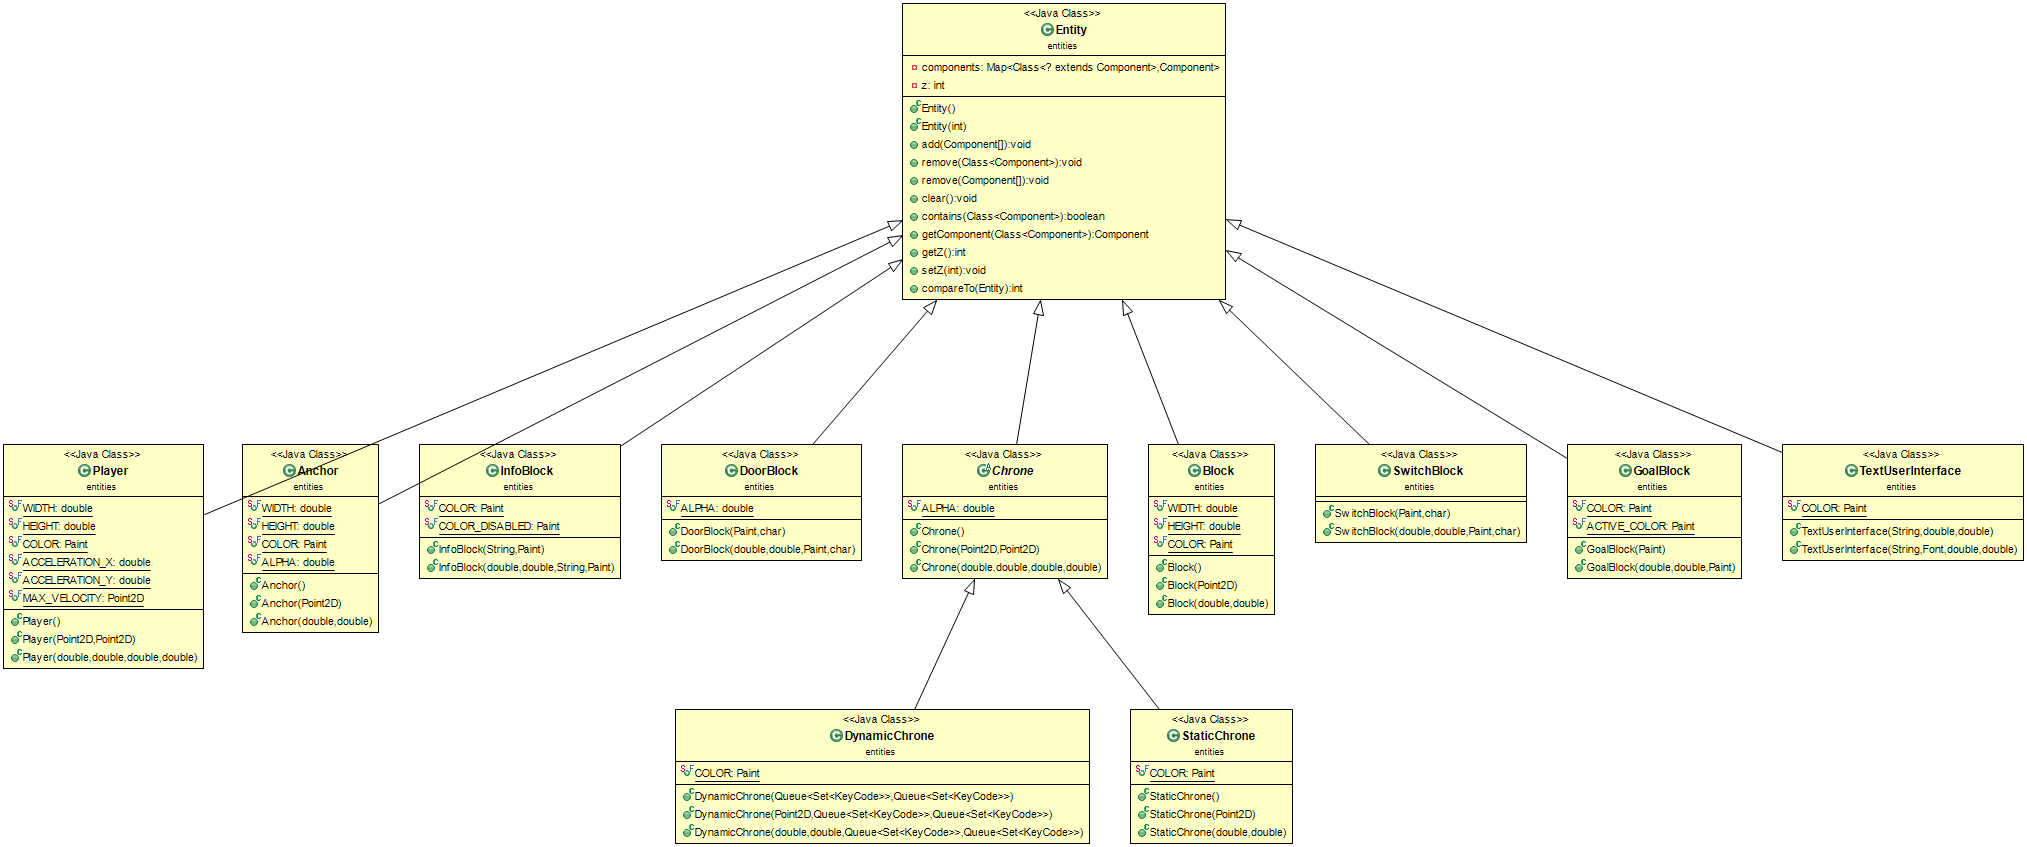 <<Java Class>>
Entity
entities
components: Map<Class<? extends Component>,Component>
z: int
Entity()
Entity(int)
add(Component[]):void
remove(Class<Component>):void
remove(Component[]):void
clear():void
contains(Class<Component>):boolean
getComponent(Class<Component>):Component
getZ():int
setZ(int):void
compareTo(Entity):int
<<Java Class>>
Player
entities
WIDTH: double
HEIGHT: double
COLOR: Paint
ACCELERATION_X: double
ACCELERATION_Y: double
MAX_VELOCITY: Point2D
Player()
Player(Point2D,Point2D)
Player(double,double,double,double)
<<Java Class>>
Anchor
entities
WIDTH: double
HEIGHT: double
COLOR: Paint
ALPHA: double
Anchor()
Anchor(Point2D)
Anchor(double,double)
<<Java Class>>
InfoBlock
entities
COLOR: Paint
COLOR_DISABLED: Paint
InfoBlock(String,Paint)
InfoBlock(double,double,String,Paint)
<<Java Class>>
DoorBlock
entities
ALPHA: double
DoorBlock(Paint,char)
DoorBlock(double,double,Paint,char)
<<Java Class>>
Chrone
entities
ALPHA: double
Chrone()
Chrone(Point2D,Point2D)
Chrone(double,double,double,double)
<<Java Class>>
Block
entities
WIDTH: double
HEIGHT: double
COLOR: Paint
Block()
Block(Point2D)
Block(double,double)
<<Java Class>>
SwitchBlock
entities
SwitchBlock(Paint,char)
SwitchBlock(double,double,Paint,char)
<<Java Class>>
GoalBlock
entities
COLOR: Paint
ACTIVE_COLOR: Paint
GoalBlock(Paint)
GoalBlock(double,double,Paint)
<<Java Class>>
TextUserInterface
entities
COLOR: Paint
TextUserInterface(String,double,double)
TextUserInterface(String,Font,double,double)
<<Java Class>>
DynamicChrone
entities
COLOR: Paint
DynamicChrone(Queue<Set<KeyCode>>,Queue<Set<KeyCode>>)
DynamicChrone(Point2D,Queue<Set<KeyCode>>,Queue<Set<KeyCode>>)
DynamicChrone(double,double,Queue<Set<KeyCode>>,Queue<Set<KeyCode>>)
<<Java Class>>
StaticChrone
entities
COLOR: Paint
StaticChrone()
StaticChrone(Point2D)
StaticChrone(double,double)